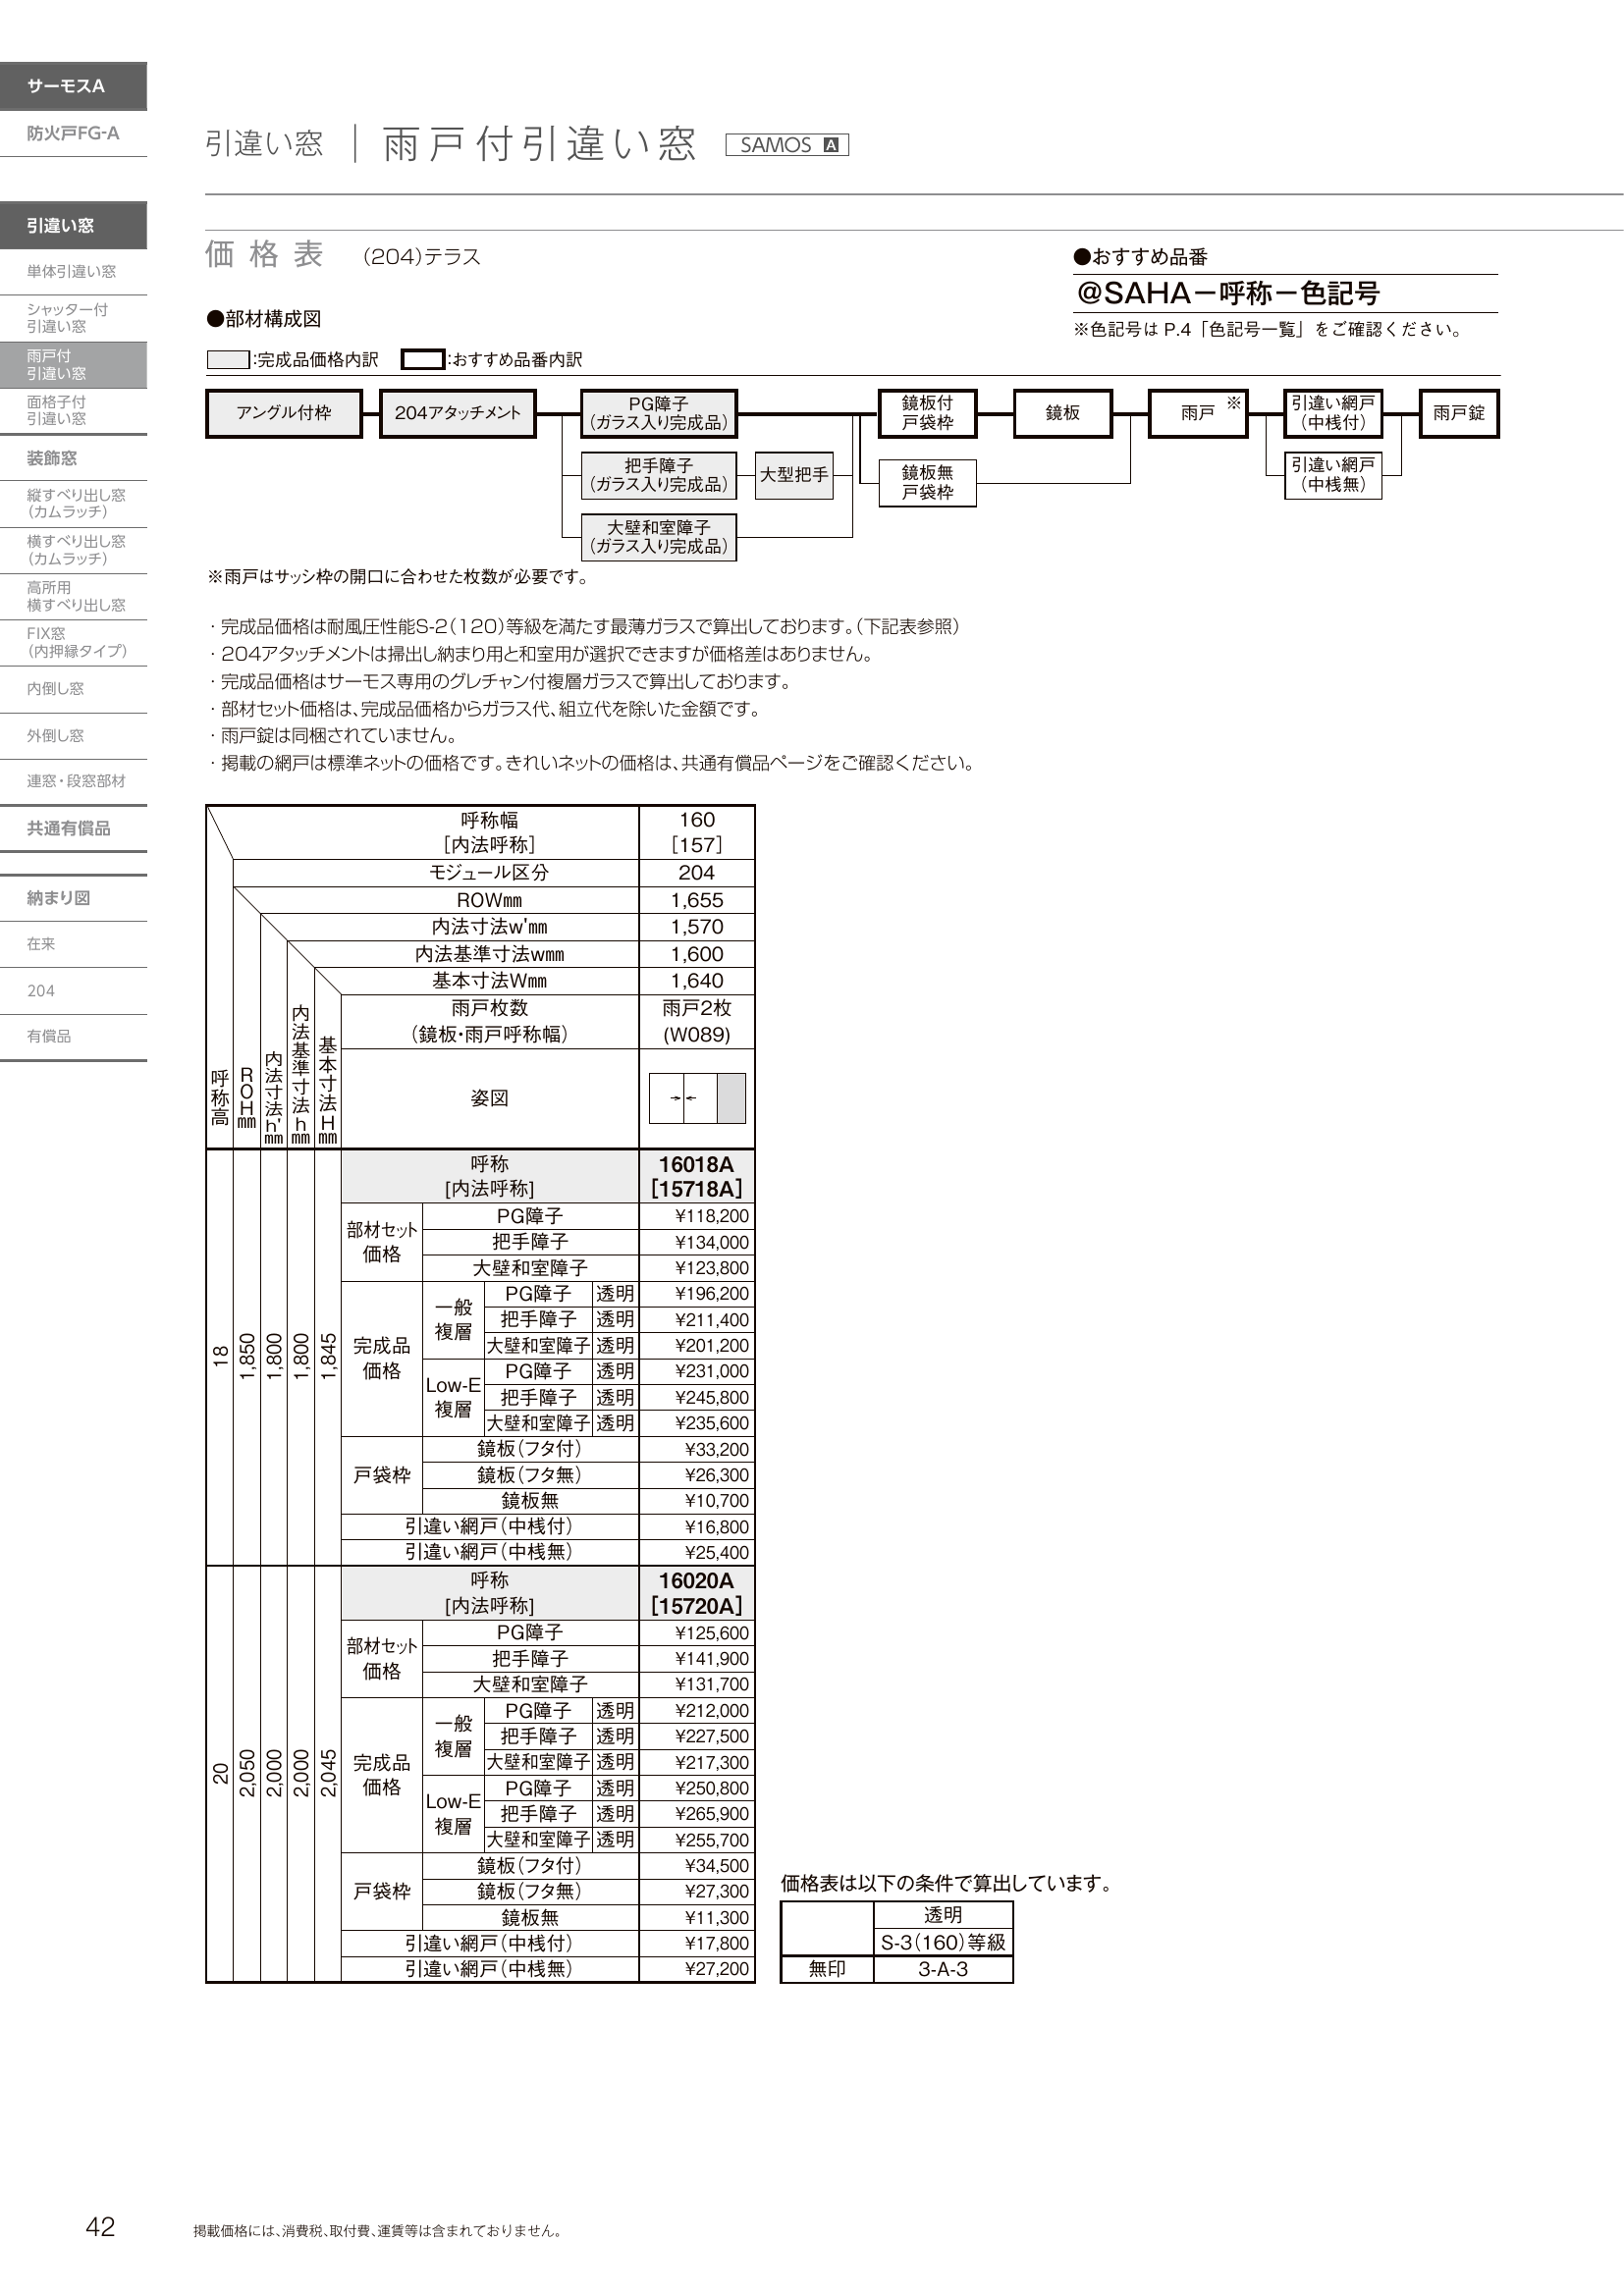 サーモスA
防火戸FG-A
引違い窓
単体引違い窓
シャッター付
引違い窓
雨戸付
引違い窓
面格子付
引違い窓
装飾窓
縦すべり出し窓
（カムラッチ）
横すべり出し窓
（カムラッチ）
高所用
横すべり出し窓
FIX窓
（内押縁タイプ）
内倒し窓
外倒し窓
連窓・段窓部材
共通有償品
納まり図
在来
204
有償品
引違い窓｜雨戸付引違い窓 SAMOS A
価格表 （204）テラス
●おすすめ品番
@SAHA－呼称－色記号
※色記号は P.4「色記号一覧」をご確認ください。
●部材構成図
:完成品価格内訳 :おすすめ品番内訳
アングル付枠
204アタッチメント
PG障子
（ガラス入り完成品）
把手障子
（ガラス入り完成品）
大型把手
大壁和室障子
（ガラス入り完成品）
鏡板付
戸袋枠
鏡板無
戸袋枠
鏡板
雨戸 ※
引違い網戸
（中桟付）
引違い網戸
（中桟無）
雨戸錠
※雨戸はサッシ枠の開口に合わせた枚数が必要です。
・完成品価格は耐風圧性能S-2（120）等級を満たす最薄ガラスで算出しております。（下記表参照）
・204アタッチメントは掃出し納まり用と和室用が選択できますが価格差はありません。
・完成品価格はサーモス専用のグレチャン付複層ガラスで算出しております。
・部材セット価格は、完成品価格からガラス代、組立代を除いた金額です。
・雨戸錠は同梱されていません。
・掲載の網戸は標準ネットの価格です。きれいネットの価格は、共通有償品ページをご確認ください。
呼称幅 160
［内法呼称］ ［157］
モジュール区分 204
ROW㎜ 1,655
内法寸法w'㎜ 1,570
内法基準寸法w㎜ 1,600
基本寸法W㎜ 1,640
雨戸枚数 雨戸2枚
（鏡板・雨戸呼称幅） (W089)
姿図
呼称高
ROH㎜
内法寸法h'㎜
内法基準寸法h㎜
基本寸法H㎜
18 1,850 1,800 1,800 1,845
呼称 16018A
[内法呼称] [15718A]
部材セット
価格
PG障子 ¥118,200
把手障子 ¥134,000
大壁和室障子 ¥123,800
完成品
価格
一般
複層
PG障子 透明 ¥196,200
把手障子 透明 ¥211,400
大壁和室障子 透明 ¥201,200
Low-E
複層
PG障子 透明 ¥231,000
把手障子 透明 ¥245,800
大壁和室障子 透明 ¥235,600
戸袋枠
鏡板（フタ付） ¥33,200
鏡板（フタ無） ¥26,300
鏡板無 ¥10,700
引違い網戸（中桟付） ¥16,800
引違い網戸（中桟無） ¥25,400
20 2,050 2,000 2,000 2,045
呼称 16020A
[内法呼称] [15720A]
部材セット
価格
PG障子 ¥125,600
把手障子 ¥141,900
大壁和室障子 ¥131,700
完成品
価格
一般
複層
PG障子 透明 ¥212,000
把手障子 透明 ¥227,500
大壁和室障子 透明 ¥217,300
Low-E
複層
PG障子 透明 ¥250,800
把手障子 透明 ¥265,900
大壁和室障子 透明 ¥255,700
戸袋枠
鏡板（フタ付） ¥34,500
鏡板（フタ無） ¥27,300
鏡板無 ¥11,300
引違い網戸（中桟付） ¥17,800
引違い網戸（中桟無） ¥27,200
価格表は以下の条件で算出しています。
透明
S-3（160）等級
無印 3-A-3
42
掲載価格には、消費税、取付費、運賃等は含まれておりません。